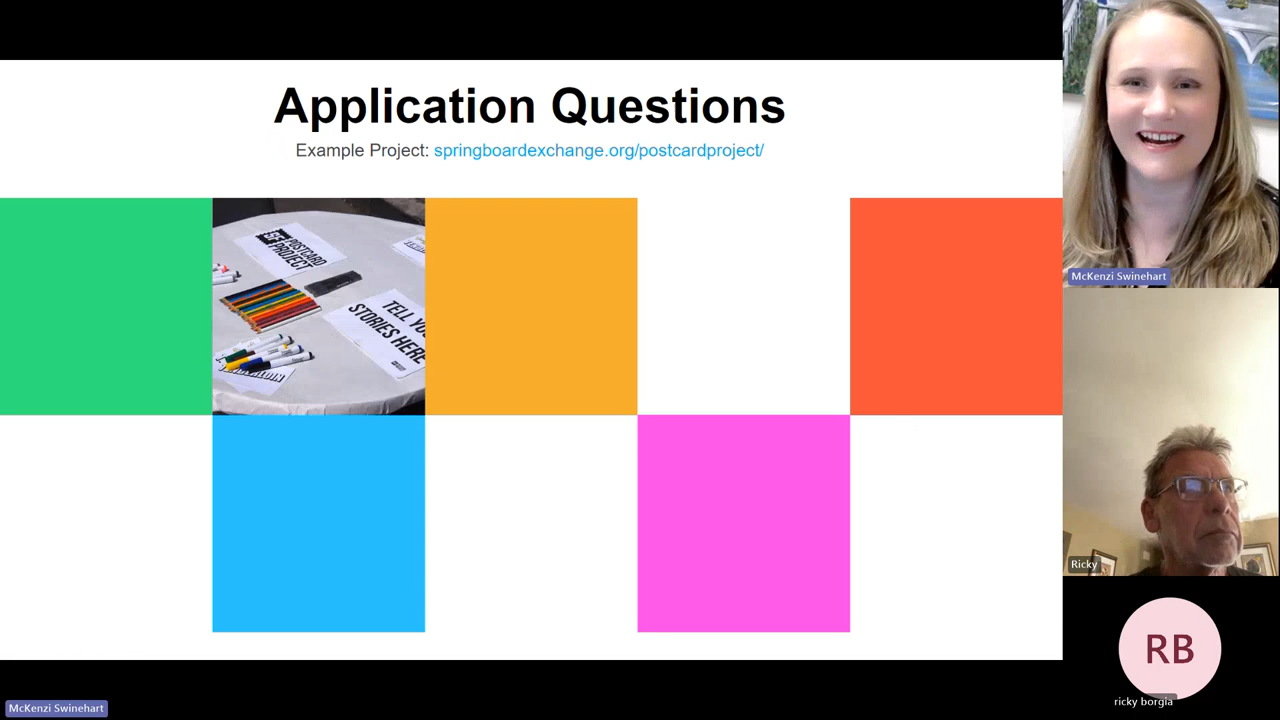 Application Questions
Example Project: springboardexchange.org/postcardproject/
POSTCARD
PROJECT
TELL YOU
STORIES HERE
McKenzi Swinehart
Ricky
RB
ricky borgia
McKenzi Swinehart